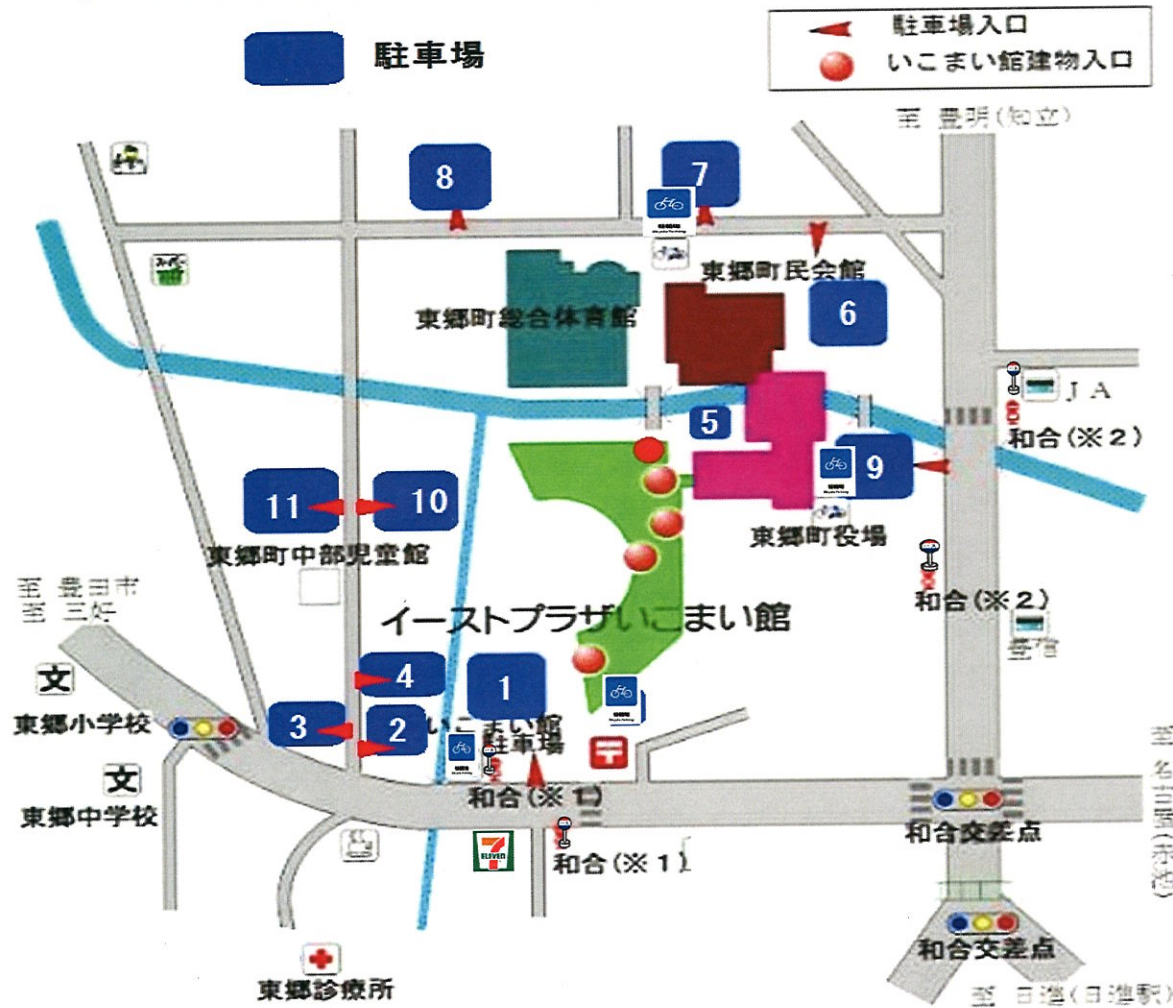 駐車場
駐車場入口
いこまい館建物入口
至 豊明(知立)
8
7
東郷町民会館
6
東郷町総合体育館
5
JA
和合(※2)
9
11
10
東郷町役場
東郷町中部児童館
至 豊田市
至 三好
和合(※2)
豊信
イーストプラザいこまい館
文
東郷小学校
4
1
3
2
いこまい館
駐車場
〒
文
東郷中学校
和合(※1)
和合交差点
7
ELEVEN
和合(※1)
和合交差点
東郷診療所
至 日進(日進駅)